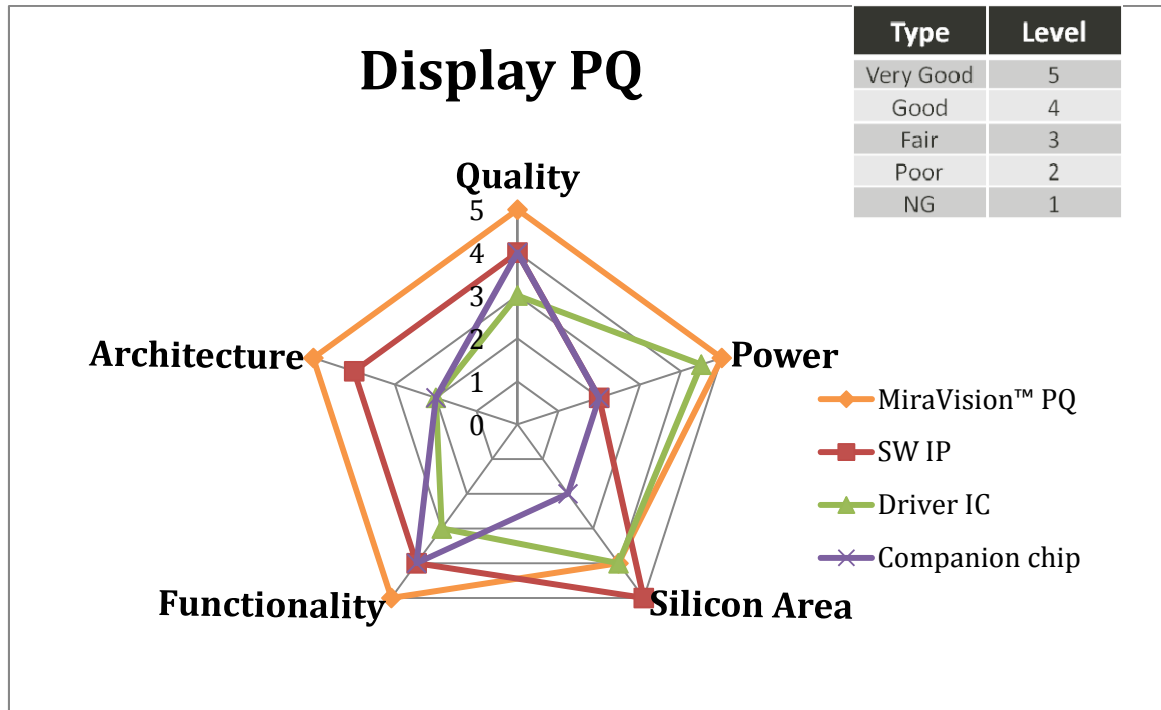 Display PQ
Type Level
Very Good 5
Good 4
Fair 3
Poor 2
NG 1
Quality
5
4
3
2
1
0
Architecture
Power
Functionality
Silicon Area
MiraVision™ PQ
SW IP
Driver IC
Companion chip